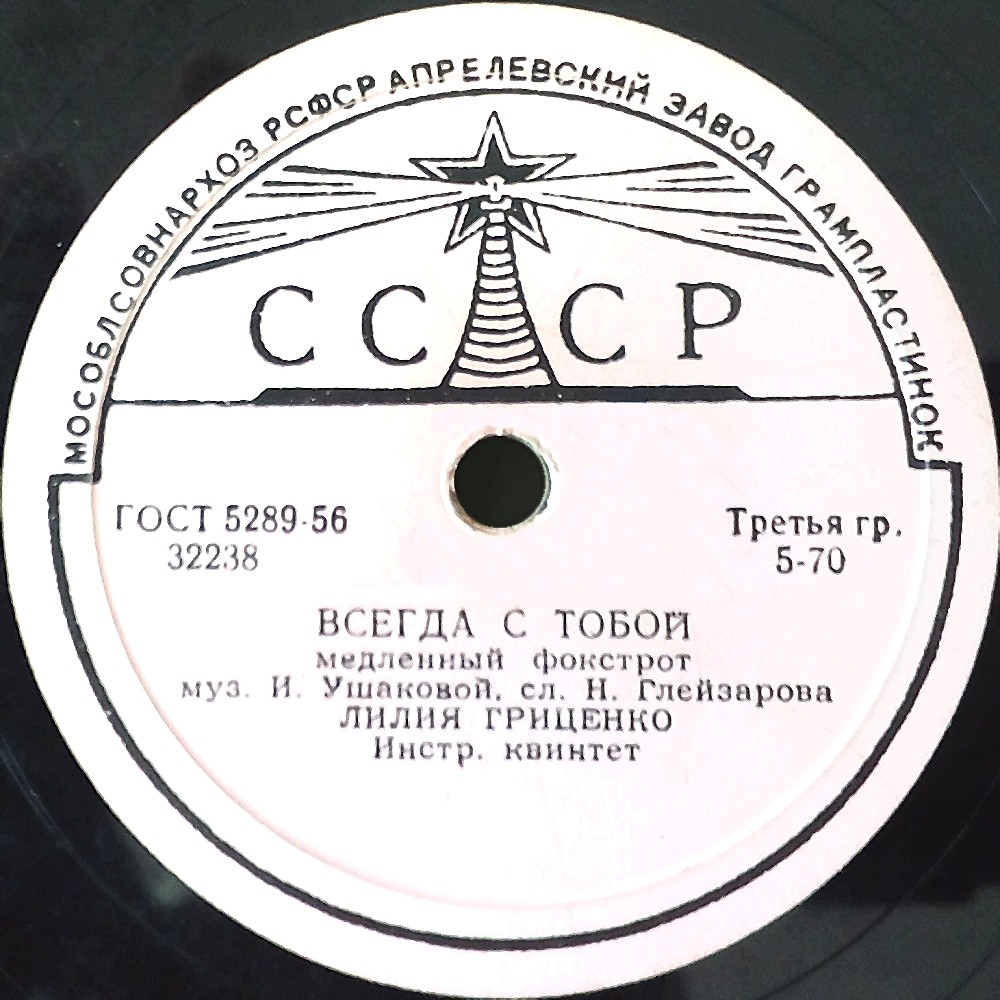 МОСОБЛСОВНАРХОЗ РСФСР АПРЕЛЕВСКИЙ ЗАВОД ГРАМПЛАСТИНОК
СССР
ГОСТ 5289-56
32238
Третья гр.
5-70
ВСЕГДА С ТОБОЙ
медленный фокстрот
муз. И. Ушаковой, сл. Н. Глейзарова
ЛИЛИЯ ГРИЦЕНКО
Инстр. квинтет